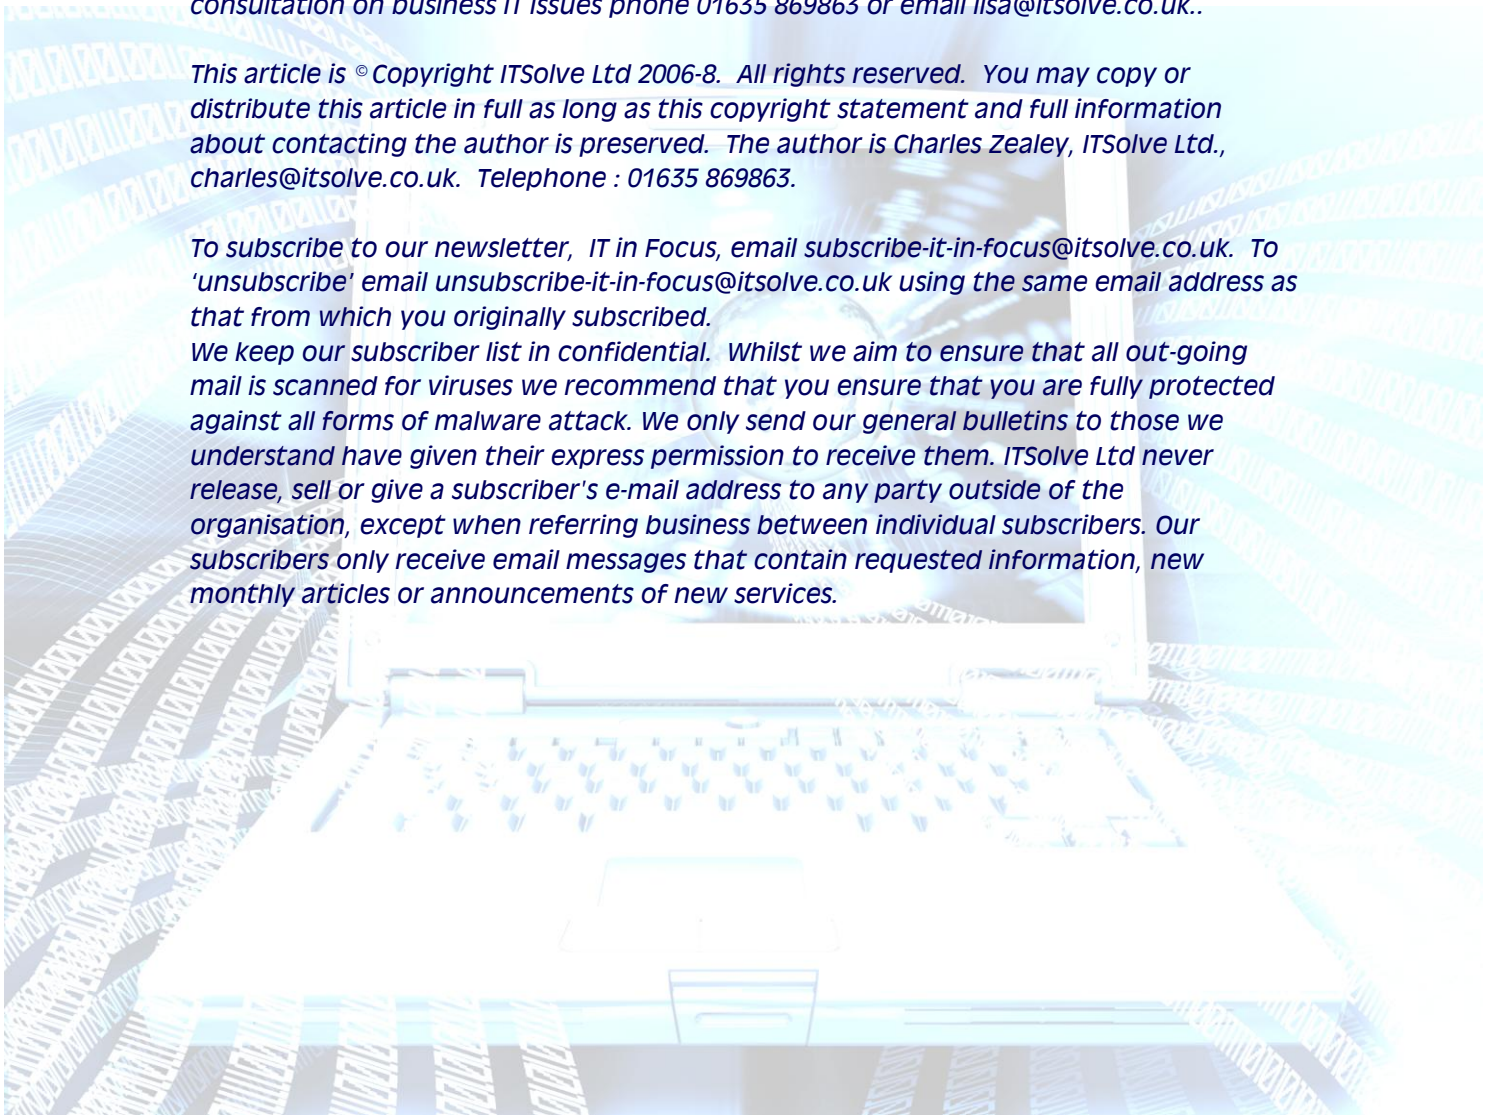 consultation on business IT issues phone 01635 869863 or email lisa@itsolve.co.uk..
This article is © Copyright ITSolve Ltd 2006-8. All rights reserved. You may copy or
distribute this article in full as long as this copyright statement and full information
about contacting the author is preserved. The author is Charles Zealey, ITSolve Ltd.,
charles@itsolve.co.uk. Telephone : 01635 869863.
To subscribe to our newsletter, IT in Focus, email subscribe-it-in-focus@itsolve.co.uk. To
‘unsubscribe’ email unsubscribe-it-in-focus@itsolve.co.uk using the same email address as
that from which you originally subscribed.
We keep our subscriber list in confidential. Whilst we aim to ensure that all out-going
mail is scanned for viruses we recommend that you ensure that you are fully protected
against all forms of malware attack. We only send our general bulletins to those we
understand have given their express permission to receive them. ITSolve Ltd never
release, sell or give a subscriber's e-mail address to any party outside of the
organisation, except when referring business between individual subscribers. Our
subscribers only receive email messages that contain requested information, new
monthly articles or announcements of new services.